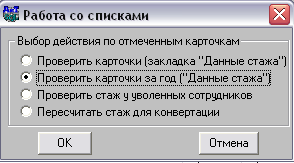 Работа со списками
Выбор действия по отмеченным карточкам
Проверить карточки (закладка "Данные стажа")
Проверить карточки за год ("Данные стажа")
Проверить стаж у уволенных сотрудников
Пересчитать стаж для конвертации
OK
Отмена